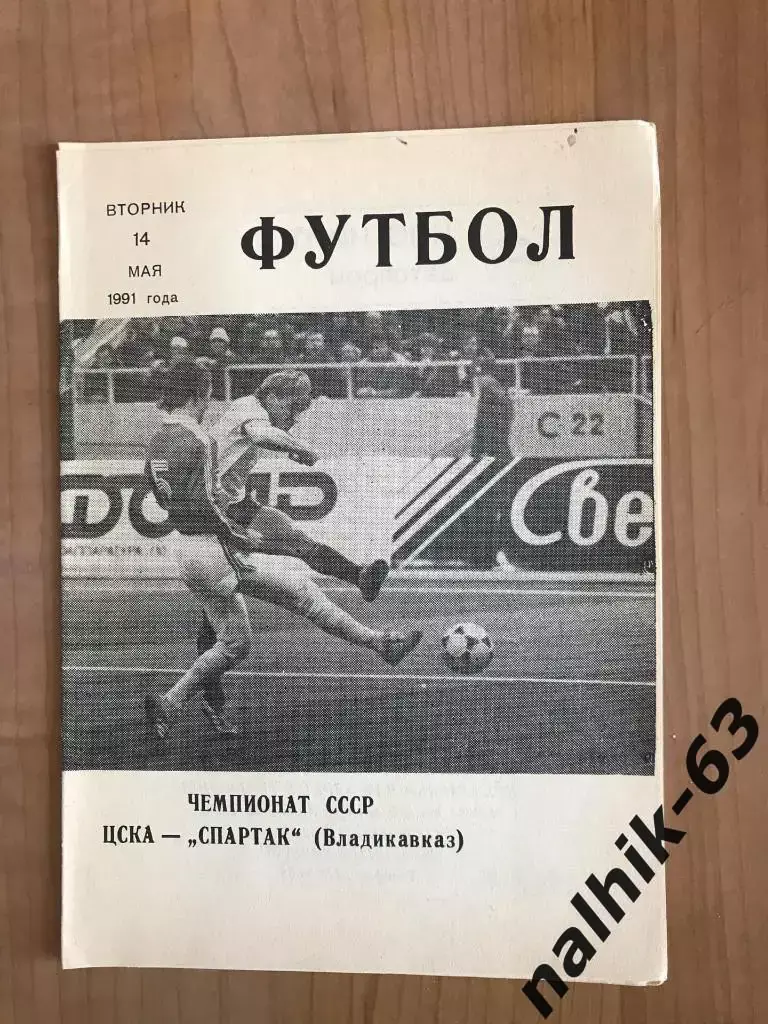 ВТОРНИК
14
МАЯ
1991 года
ФУТБОЛ
С 22
Све
ЧЕМПИОНАТ СССР
ЦСКА — „СПАРТАК“ (Владикавказ)
nalhik-63